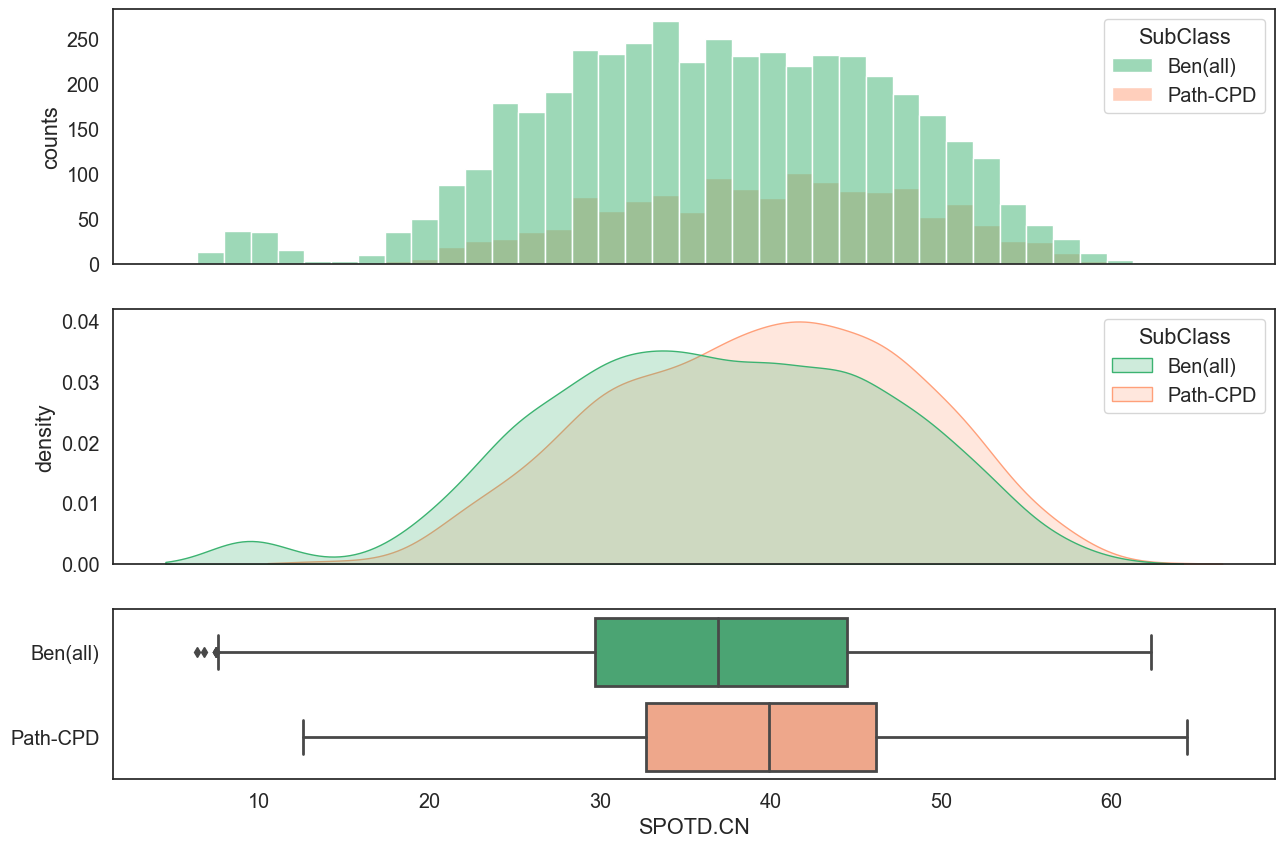 250
200
150
100
50
0
counts
SubClass
Ben(all)
Path-CPD
0.04
0.03
0.02
0.01
0.00
density
SubClass
Ben(all)
Path-CPD
Ben(all)
Path-CPD
10 20 30 40 50 60
SPOTD.CN